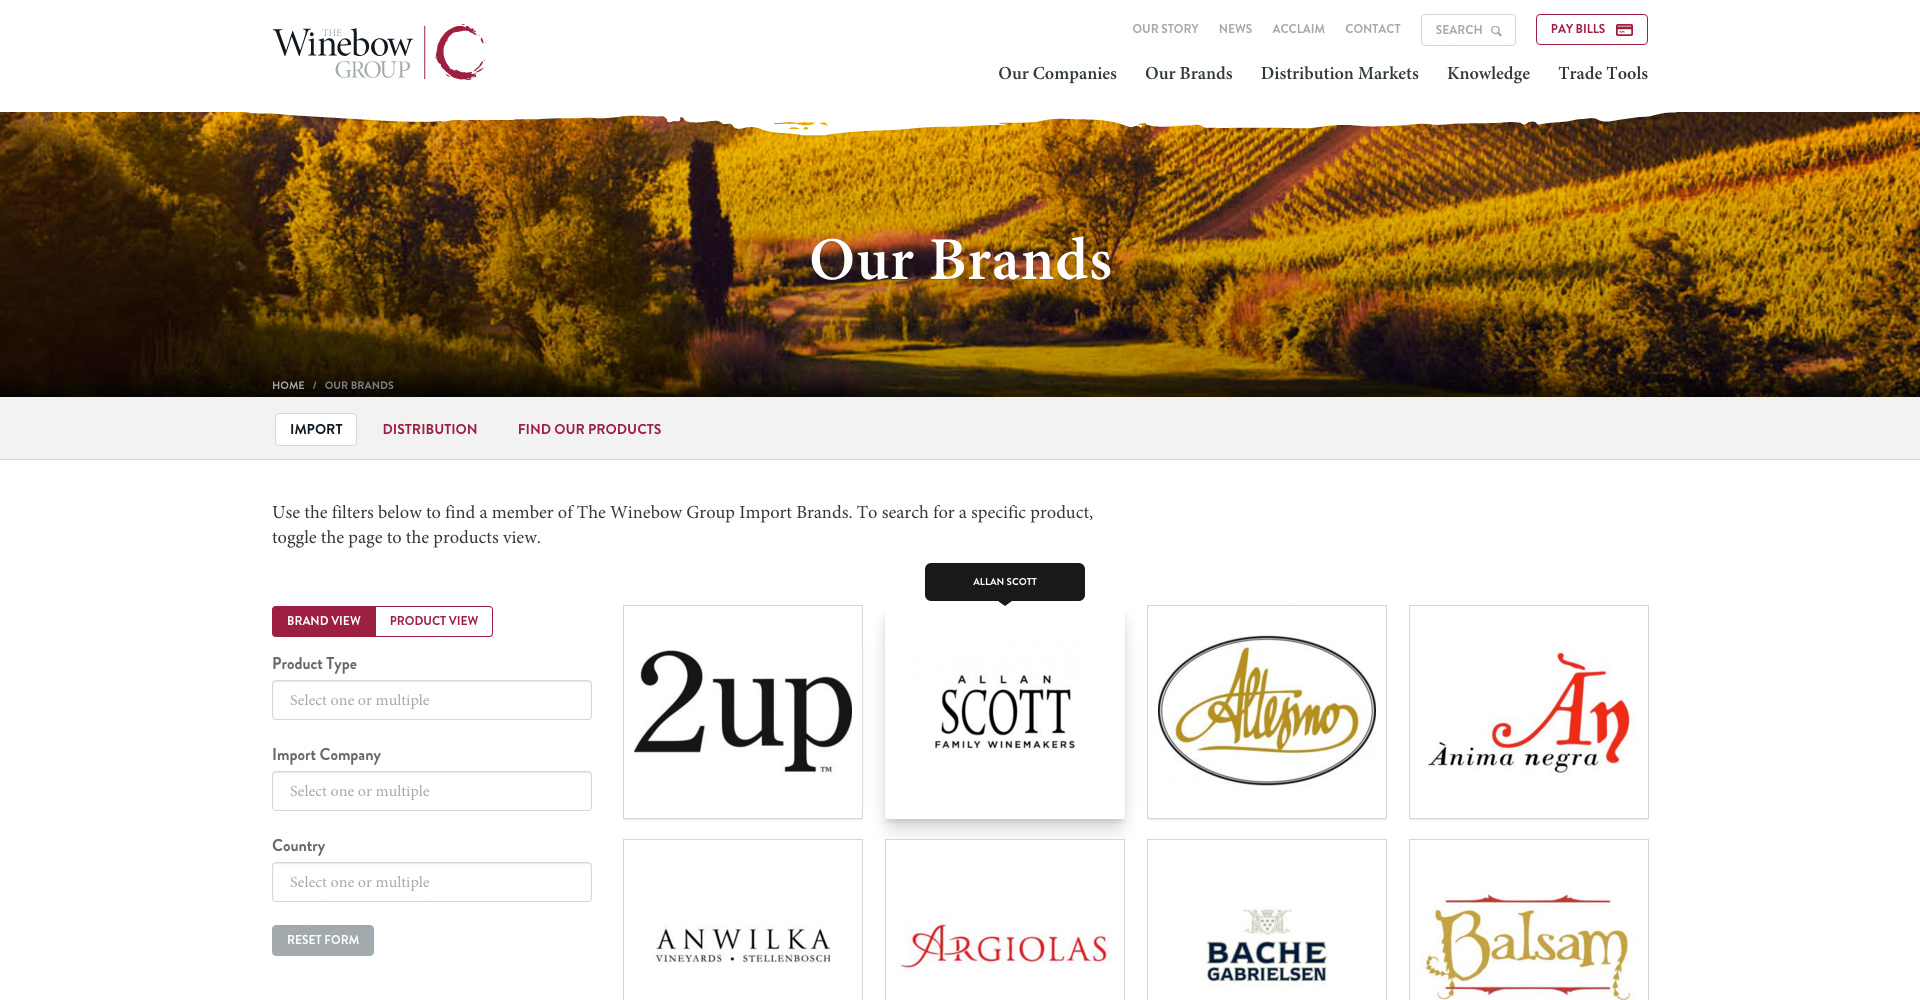 THE
Winebow
GROUP
OUR STORY NEWS ACCLAIM CONTACT SEARCH PAY BILLS
Our Companies Our Brands Distribution Markets Knowledge Trade Tools
Our Brands
HOME / OUR BRANDS
IMPORT DISTRIBUTION FIND OUR PRODUCTS
Use the filters below to find a member of The Winebow Group Import Brands. To search for a specific product,
toggle the page to the products view.
ALLAN SCOTT
BRAND VIEW PRODUCT VIEW
Product Type
Select one or multiple
Import Company
Select one or multiple
Country
Select one or multiple
RESET FORM
2up™
ALLAN
SCOTT
FAMILY WINEMAKERS
Altesino
Àn
Ànima negra
ANWILKA
VINEYARDS • STELLENBOSCH
ARGIOLAS
BACHE
GABRIELSEN
Balsam